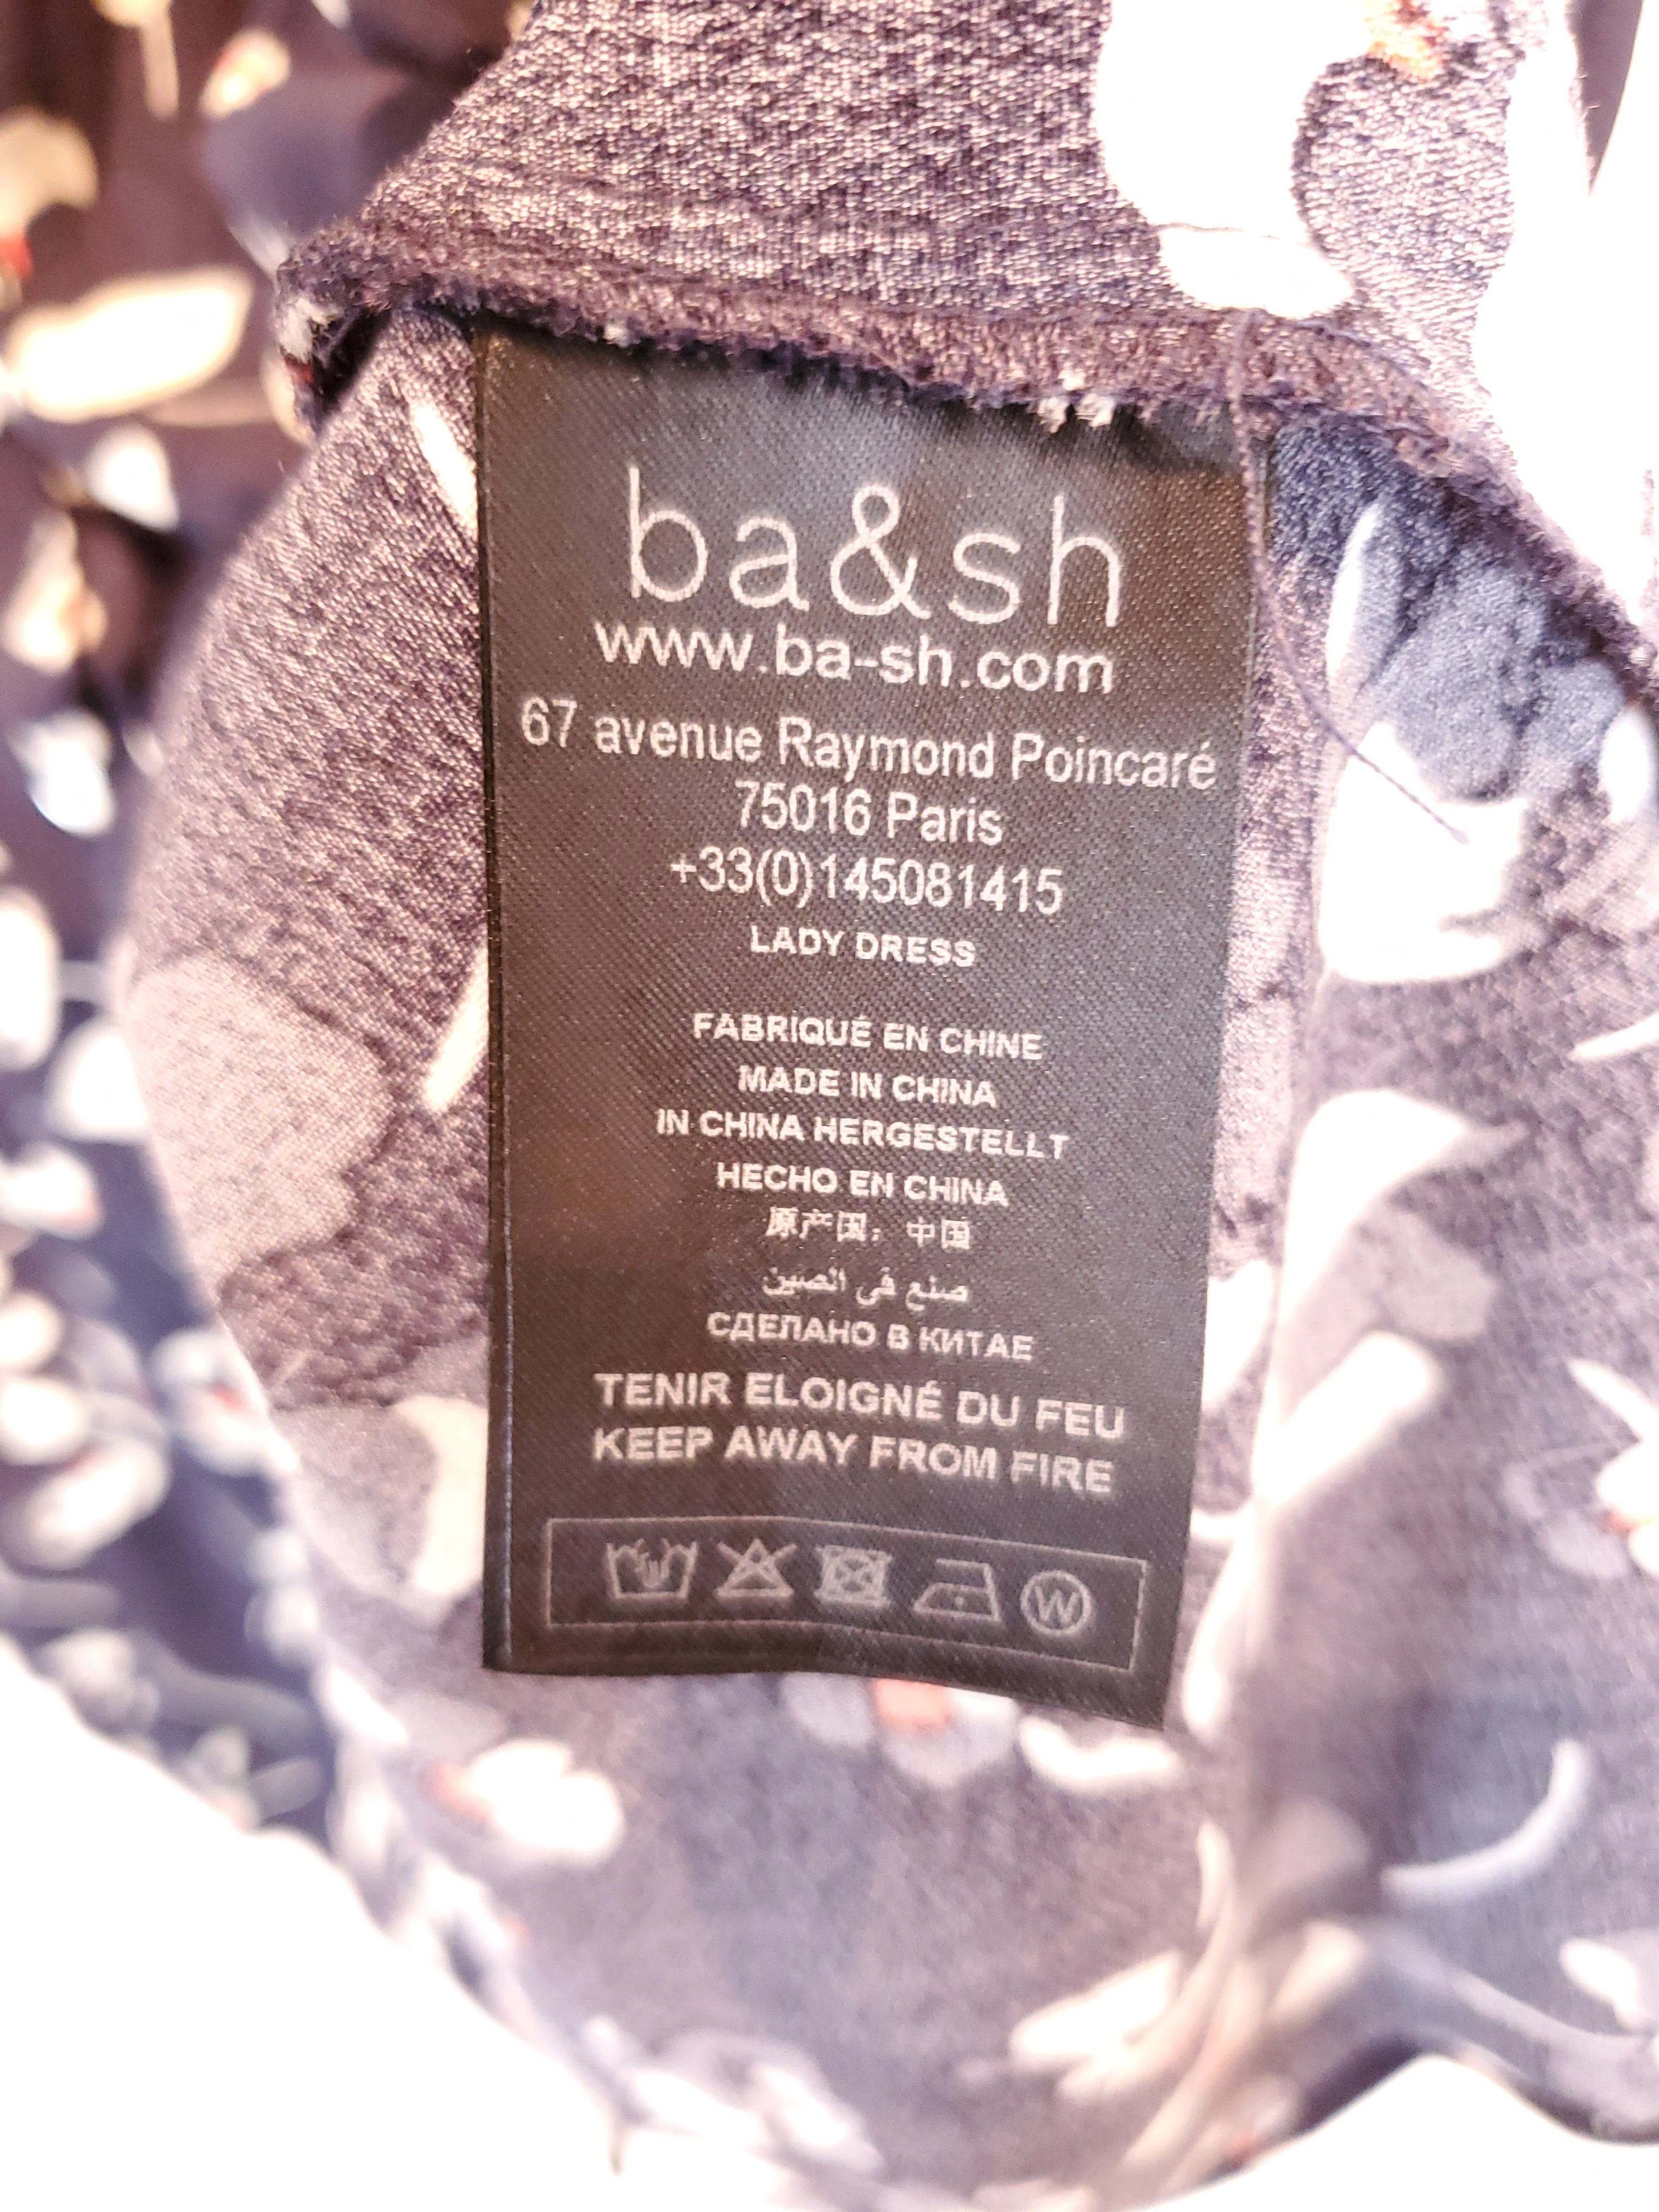 ba&sh
www.ba-sh.com
67 avenue Raymond Poincaré
75016 Paris
+33(0)145081415
LADY DRESS
FABRIQUÉ EN CHINE
MADE IN CHINA
IN CHINA HERGESTELLT
HECHO EN CHINA
原产国：中国
صنع في الصين
СДЕЛАНО В КИТАЕ
TENIR ELOIGNÉ DU FEU
KEEP AWAY FROM FIRE
W